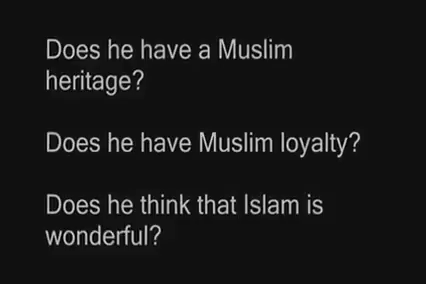 Does he have a Muslim
heritage?
Does he have Muslim loyalty?
Does he think that Islam is
wonderful?